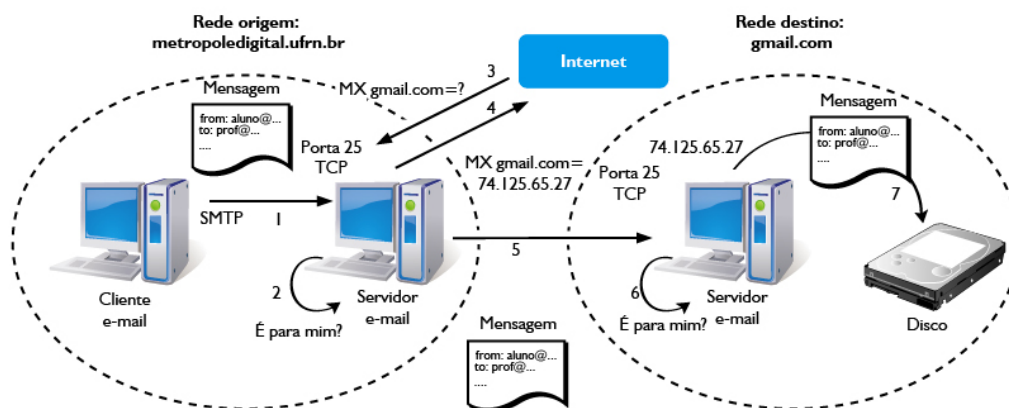 Rede origem:
metropoledigital.ufrn.br
Rede destino:
gmail.com
Internet
3
MX gmail.com=?
4
Mensagem
from: aluno@...
to: prof@...
....
Porta 25
TCP
SMTP
1
Cliente
e-mail
2
É para mim?
Servidor
e-mail
MX gmail.com=
74.125.65.27
5
Mensagem
from: aluno@...
to: prof@...
....
Porta 25
TCP
74.125.65.27
Mensagem
from: aluno@...
to: prof@...
....
7
6
É para mim?
Servidor
e-mail
Disco